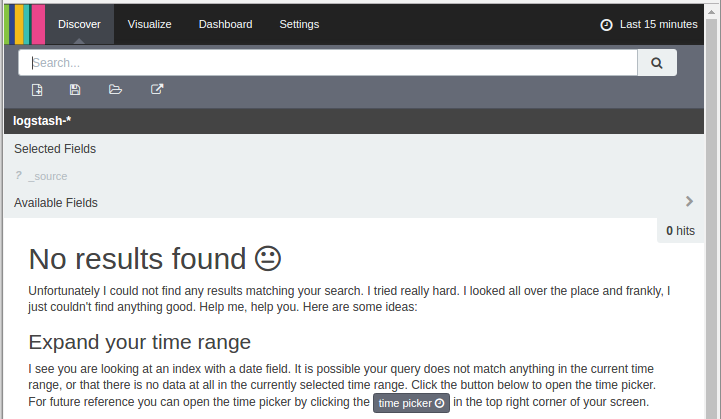 Discover Visualize Dashboard Settings Last 15 minutes
Search...
logstash-*
Selected Fields
? _source
Available Fields
0 hits
No results found
Unfortunately I could not find any results matching your search. I tried really hard. I looked all over the place and frankly, I
just couldn't find anything good. Help me, help you. Here are some ideas:
Expand your time range
I see you are looking at an index with a date field. It is possible your query does not match anything in the current time
range, or that there is no data at all in the currently selected time range. Click the button below to open the time picker.
For future reference you can open the time picker by clicking the time picker in the top right corner of your screen.